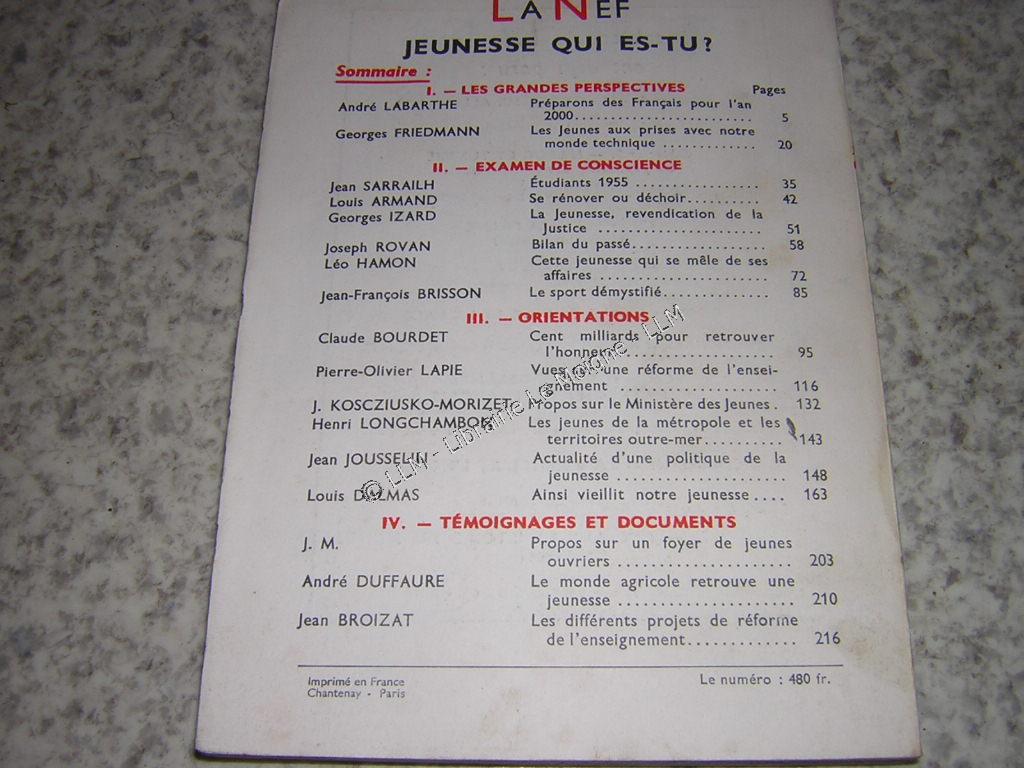 LA NEF
JEUNESSE QUI ES-TU ?
Sommaire :
I. — LES GRANDES PERSPECTIVES Pages
André LABARTHE Préparons des Français pour l'an
2000.......................... 5
Georges FRIEDMANN Les Jeunes aux prises avec notre
monde technique ............. 20
II. — EXAMEN DE CONSCIENCE
Jean SARRAILH Étudiants 1955 ................. 35
Louis ARMAND Se rénover ou déchoir.......... 42
Georges IZARD La Jeunesse, revendication de la
Justice ...................... 51
Joseph ROVAN Bilan du passé.................. 58
Léo HAMON Cette jeunesse qui se mêle de ses
affaires ....................... 72
Jean-François BRISSON Le sport démystifié.............. 85
III. — ORIENTATIONS
Claude BOURDET Cent milliards pour retrouver
l'honneur...................... 95
Pierre-Olivier LAPIE Vues sur une réforme de l'ensei-
gnement ..................... 116
J. KOSCZIUSKO-MORIZET Propos sur le Ministère des Jeunes. 132
Henri LONGCHAMBON Les jeunes de la métropole et les
territoires outre-mer.......... 143
Jean JOUSSELIN Actualité d'une politique de la
jeunesse ...................... 148
Louis DALMAS Ainsi vieillit notre jeunesse.... 163
IV. — TÉMOIGNAGES ET DOCUMENTS
J. M. Propos sur un foyer de jeunes
ouvriers ...................... 203
André DUFFAURE Le monde agricole retrouve une
jeunesse ...................... 210
Jean BROIZAT Les différents projets de réforme
de l'enseignement............. 216
Imprimé en France
Chantenay - Paris
Le numéro : 480 fr.
© LLM - Librairie Le Moione LLM